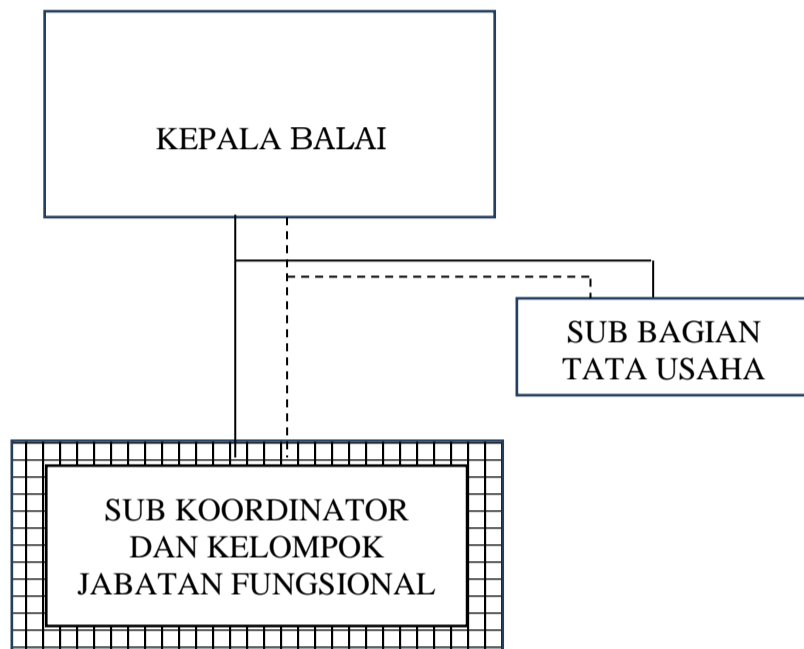 KEPALA BALAI
SUB BAGIAN
TATA USAHA
SUB KOORDINATOR
DAN KELOMPOK
JABATAN FUNGSIONAL